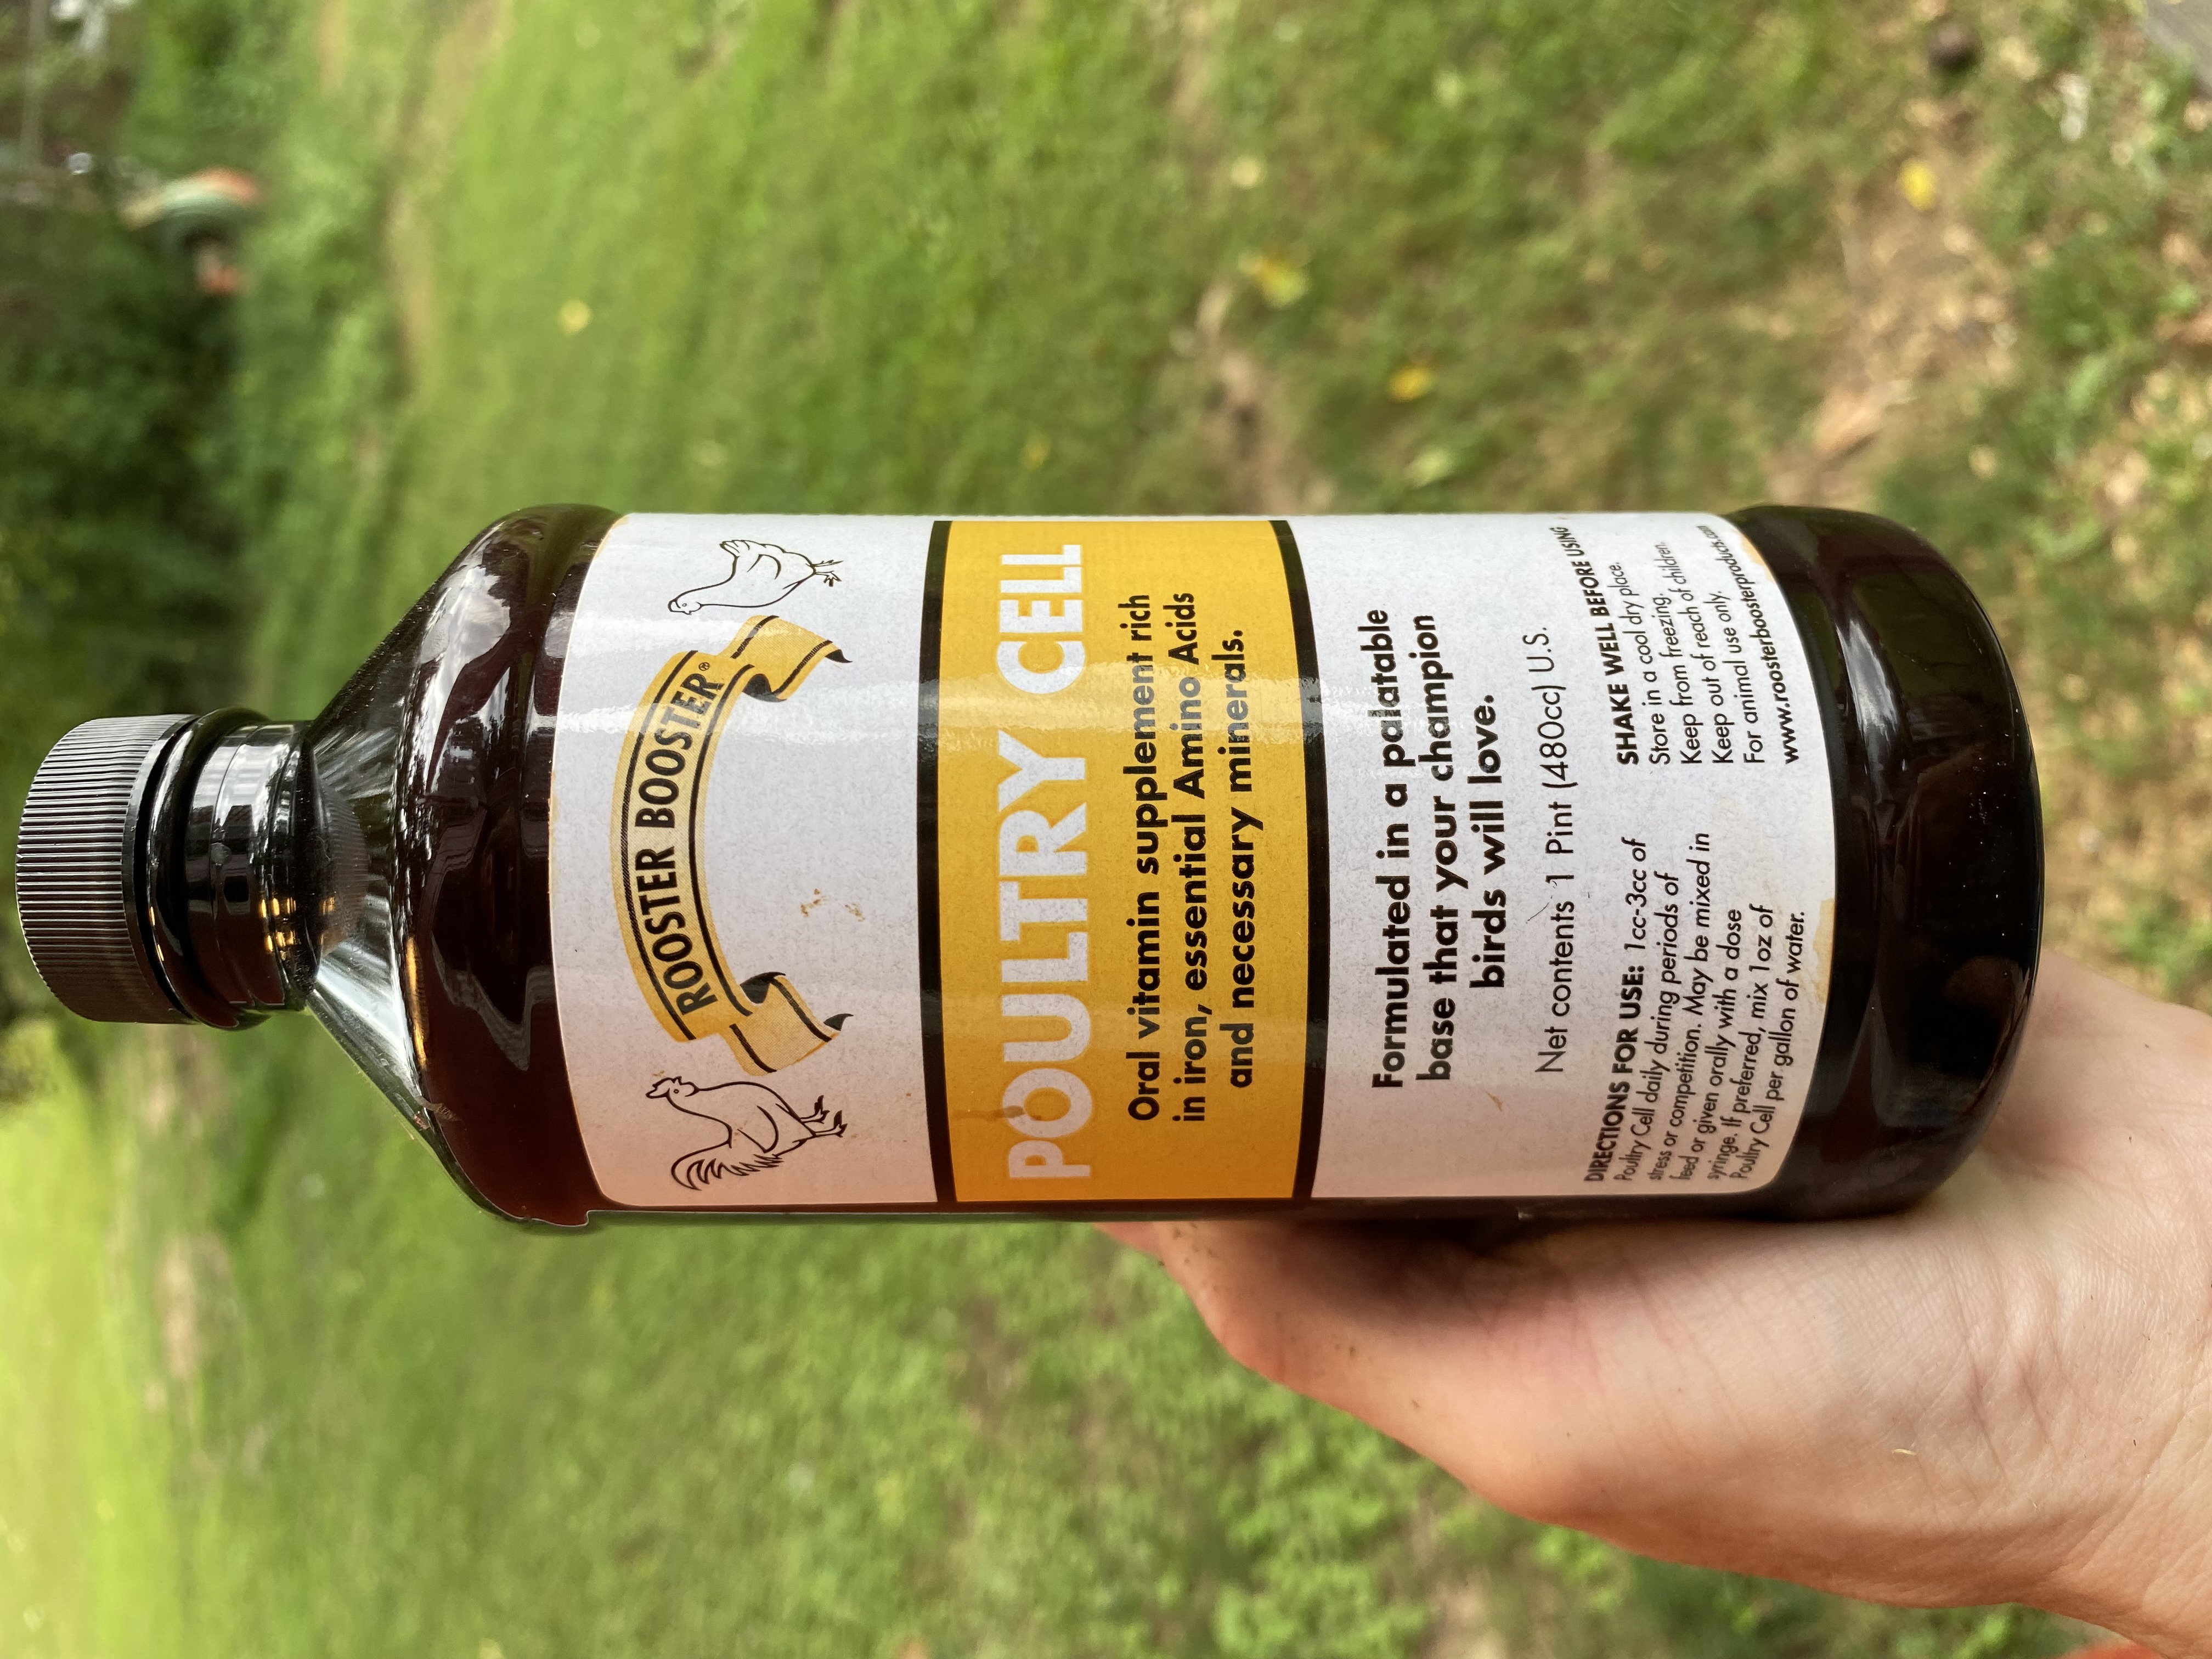 ROOSTER BOOSTER®
POULTRY CELL
Oral vitamin supplement rich
in iron, essential Amino Acids
and necessary minerals.
Formulated in a palatable
base that your champion
birds will love.
Net contents 1 Pint (480cc) U.S.
DIRECTIONS FOR USE: 1cc-3cc of
Poultry Cell daily during periods of
stress or competition. May be mixed in
feed or given orally with a dose
syringe. If preferred, mix 1oz of
Poultry Cell per gallon of water.
SHAKE WELL BEFORE USING
Store in a cool dry place.
Keep from freezing.
Keep out of reach of children.
For animal use only.
www.roosterboosterproducts.com